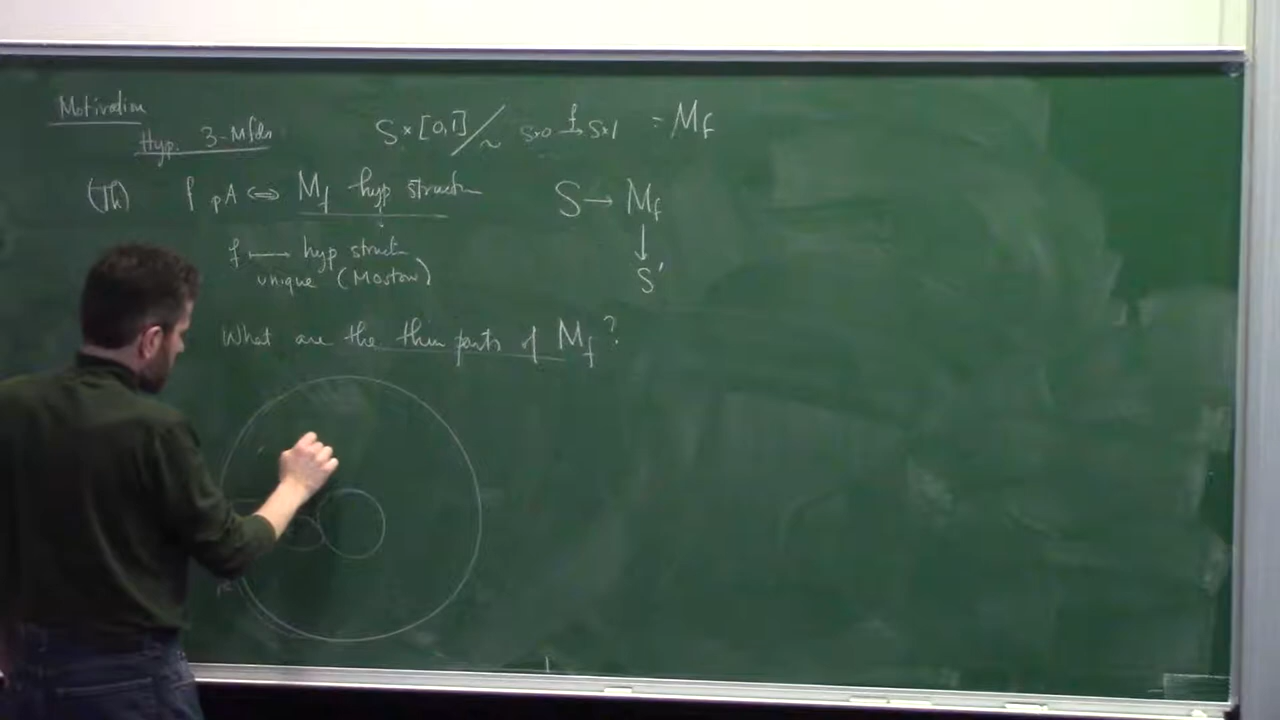 Motivation
Hyp. 3-Mfds
S×[0,1]/~ S×0 →f S×1 = M_f
(Th) f pA ⇔ M_f hyp structure
S → M_f
↓
S'
f ⟶ hyp structure
unique (Mostow)
What are the thin parts of M_f?